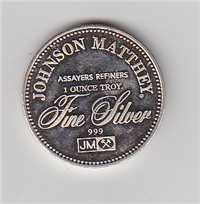 JOHNSON MATTHEY®
ASSAYERS REFINERS
1 OUNCE TROY
Fine Silver
999
JM